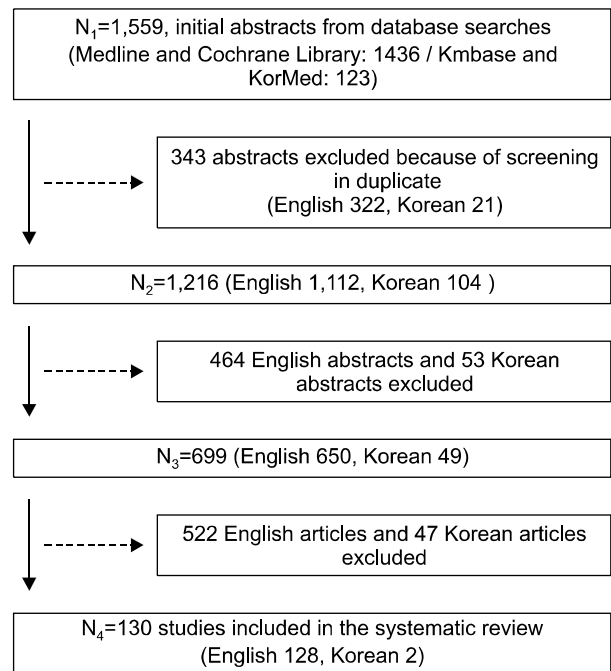 N₁=1,559, initial abstracts from database searches
(Medline and Cochrane Library: 1436 / Kmbase and
KorMed: 123)
343 abstracts excluded because of screening
in duplicate
(English 322, Korean 21)
N₂=1,216 (English 1,112, Korean 104 )
464 English abstracts and 53 Korean
abstracts excluded
N₃=699 (English 650, Korean 49)
522 English articles and 47 Korean articles
excluded
N₄=130 studies included in the systematic review
(English 128, Korean 2)